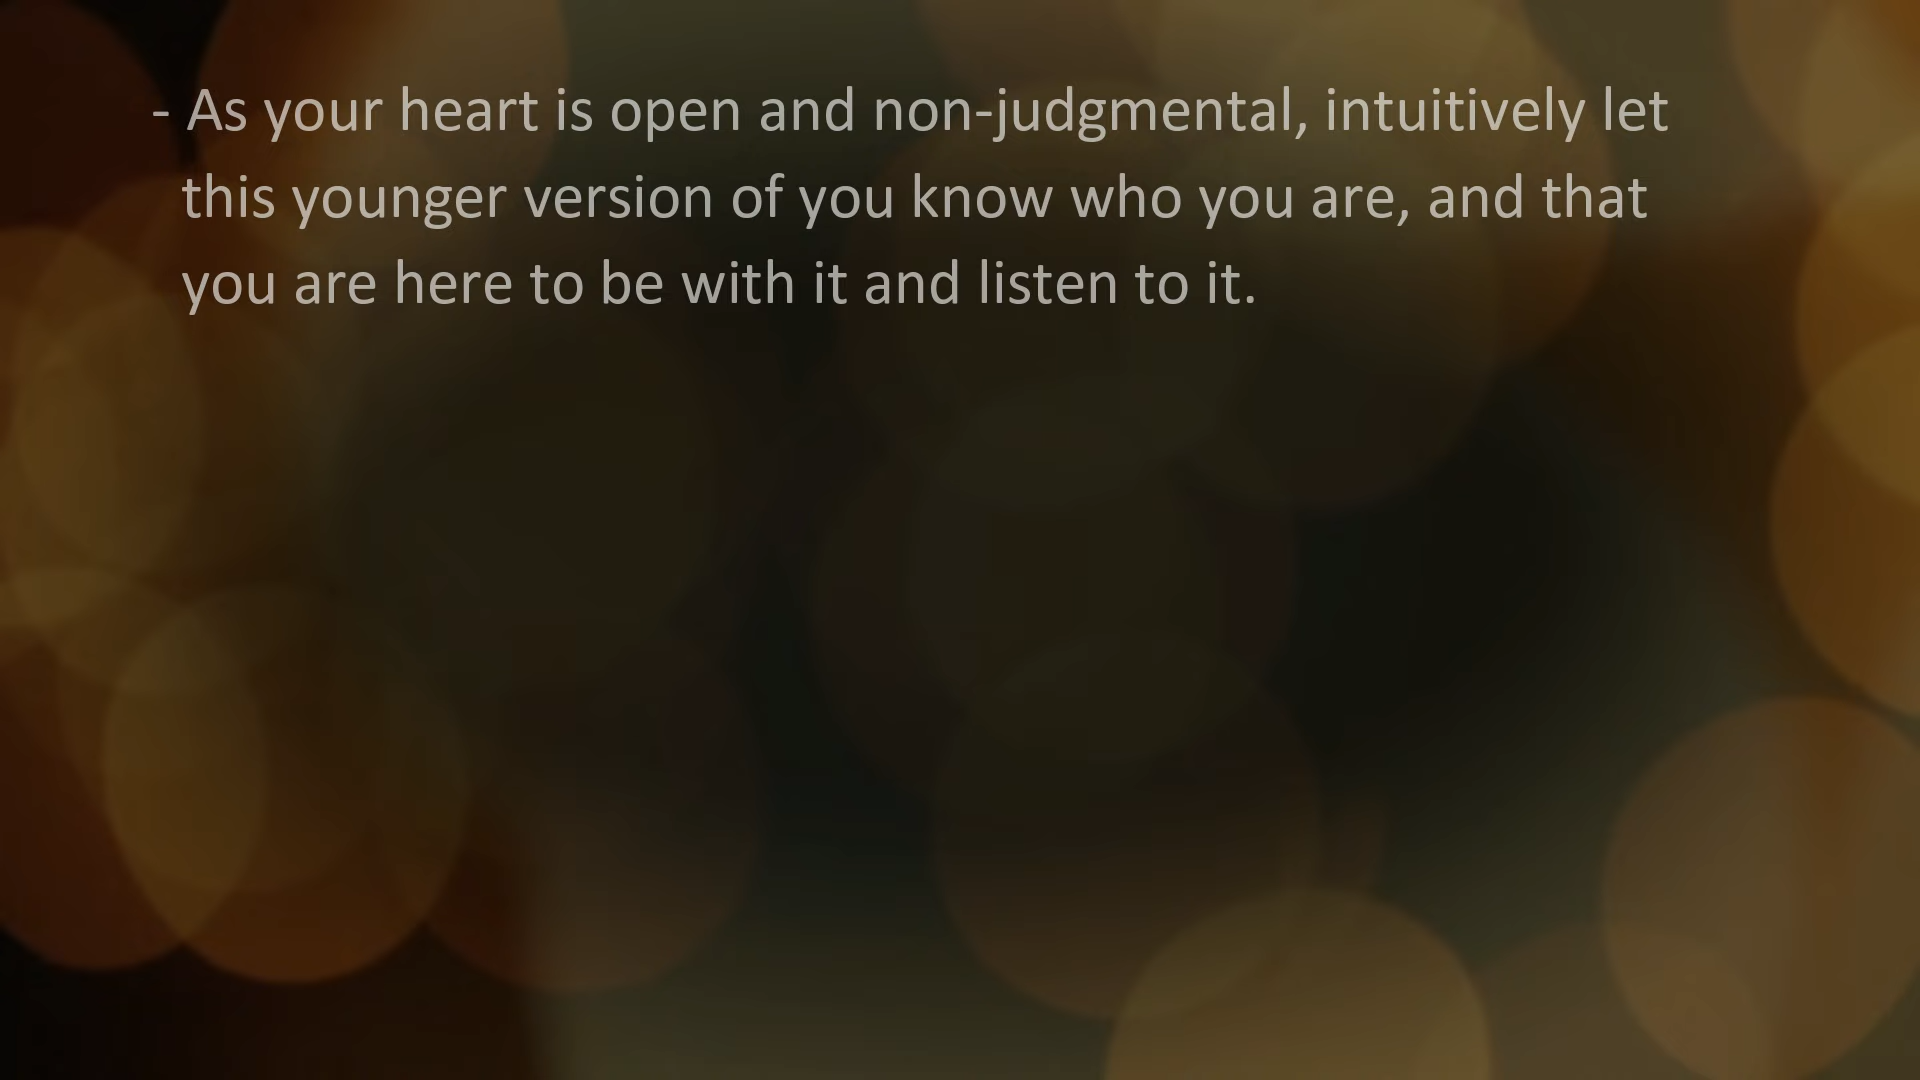 - As your heart is open and non-judgmental, intuitively let
this younger version of you know who you are, and that
you are here to be with it and listen to it.